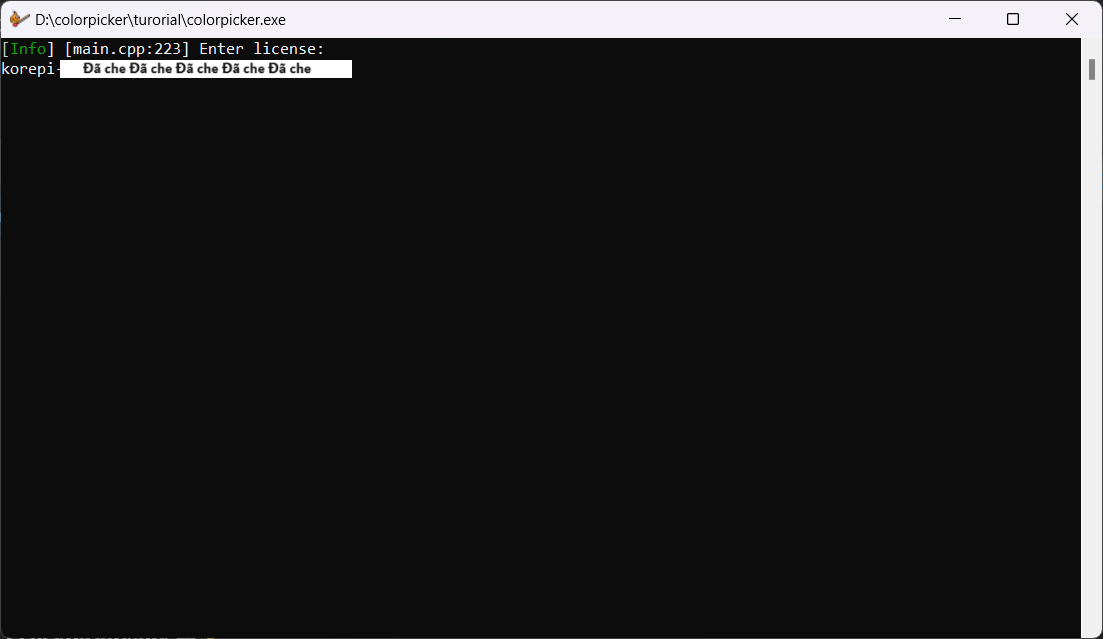 D:\colorpicker\turorial\colorpicker.exe
[Info] [main.cpp:223] Enter license:
korepi- Đã che Đã che Đã che Đã che Đã che